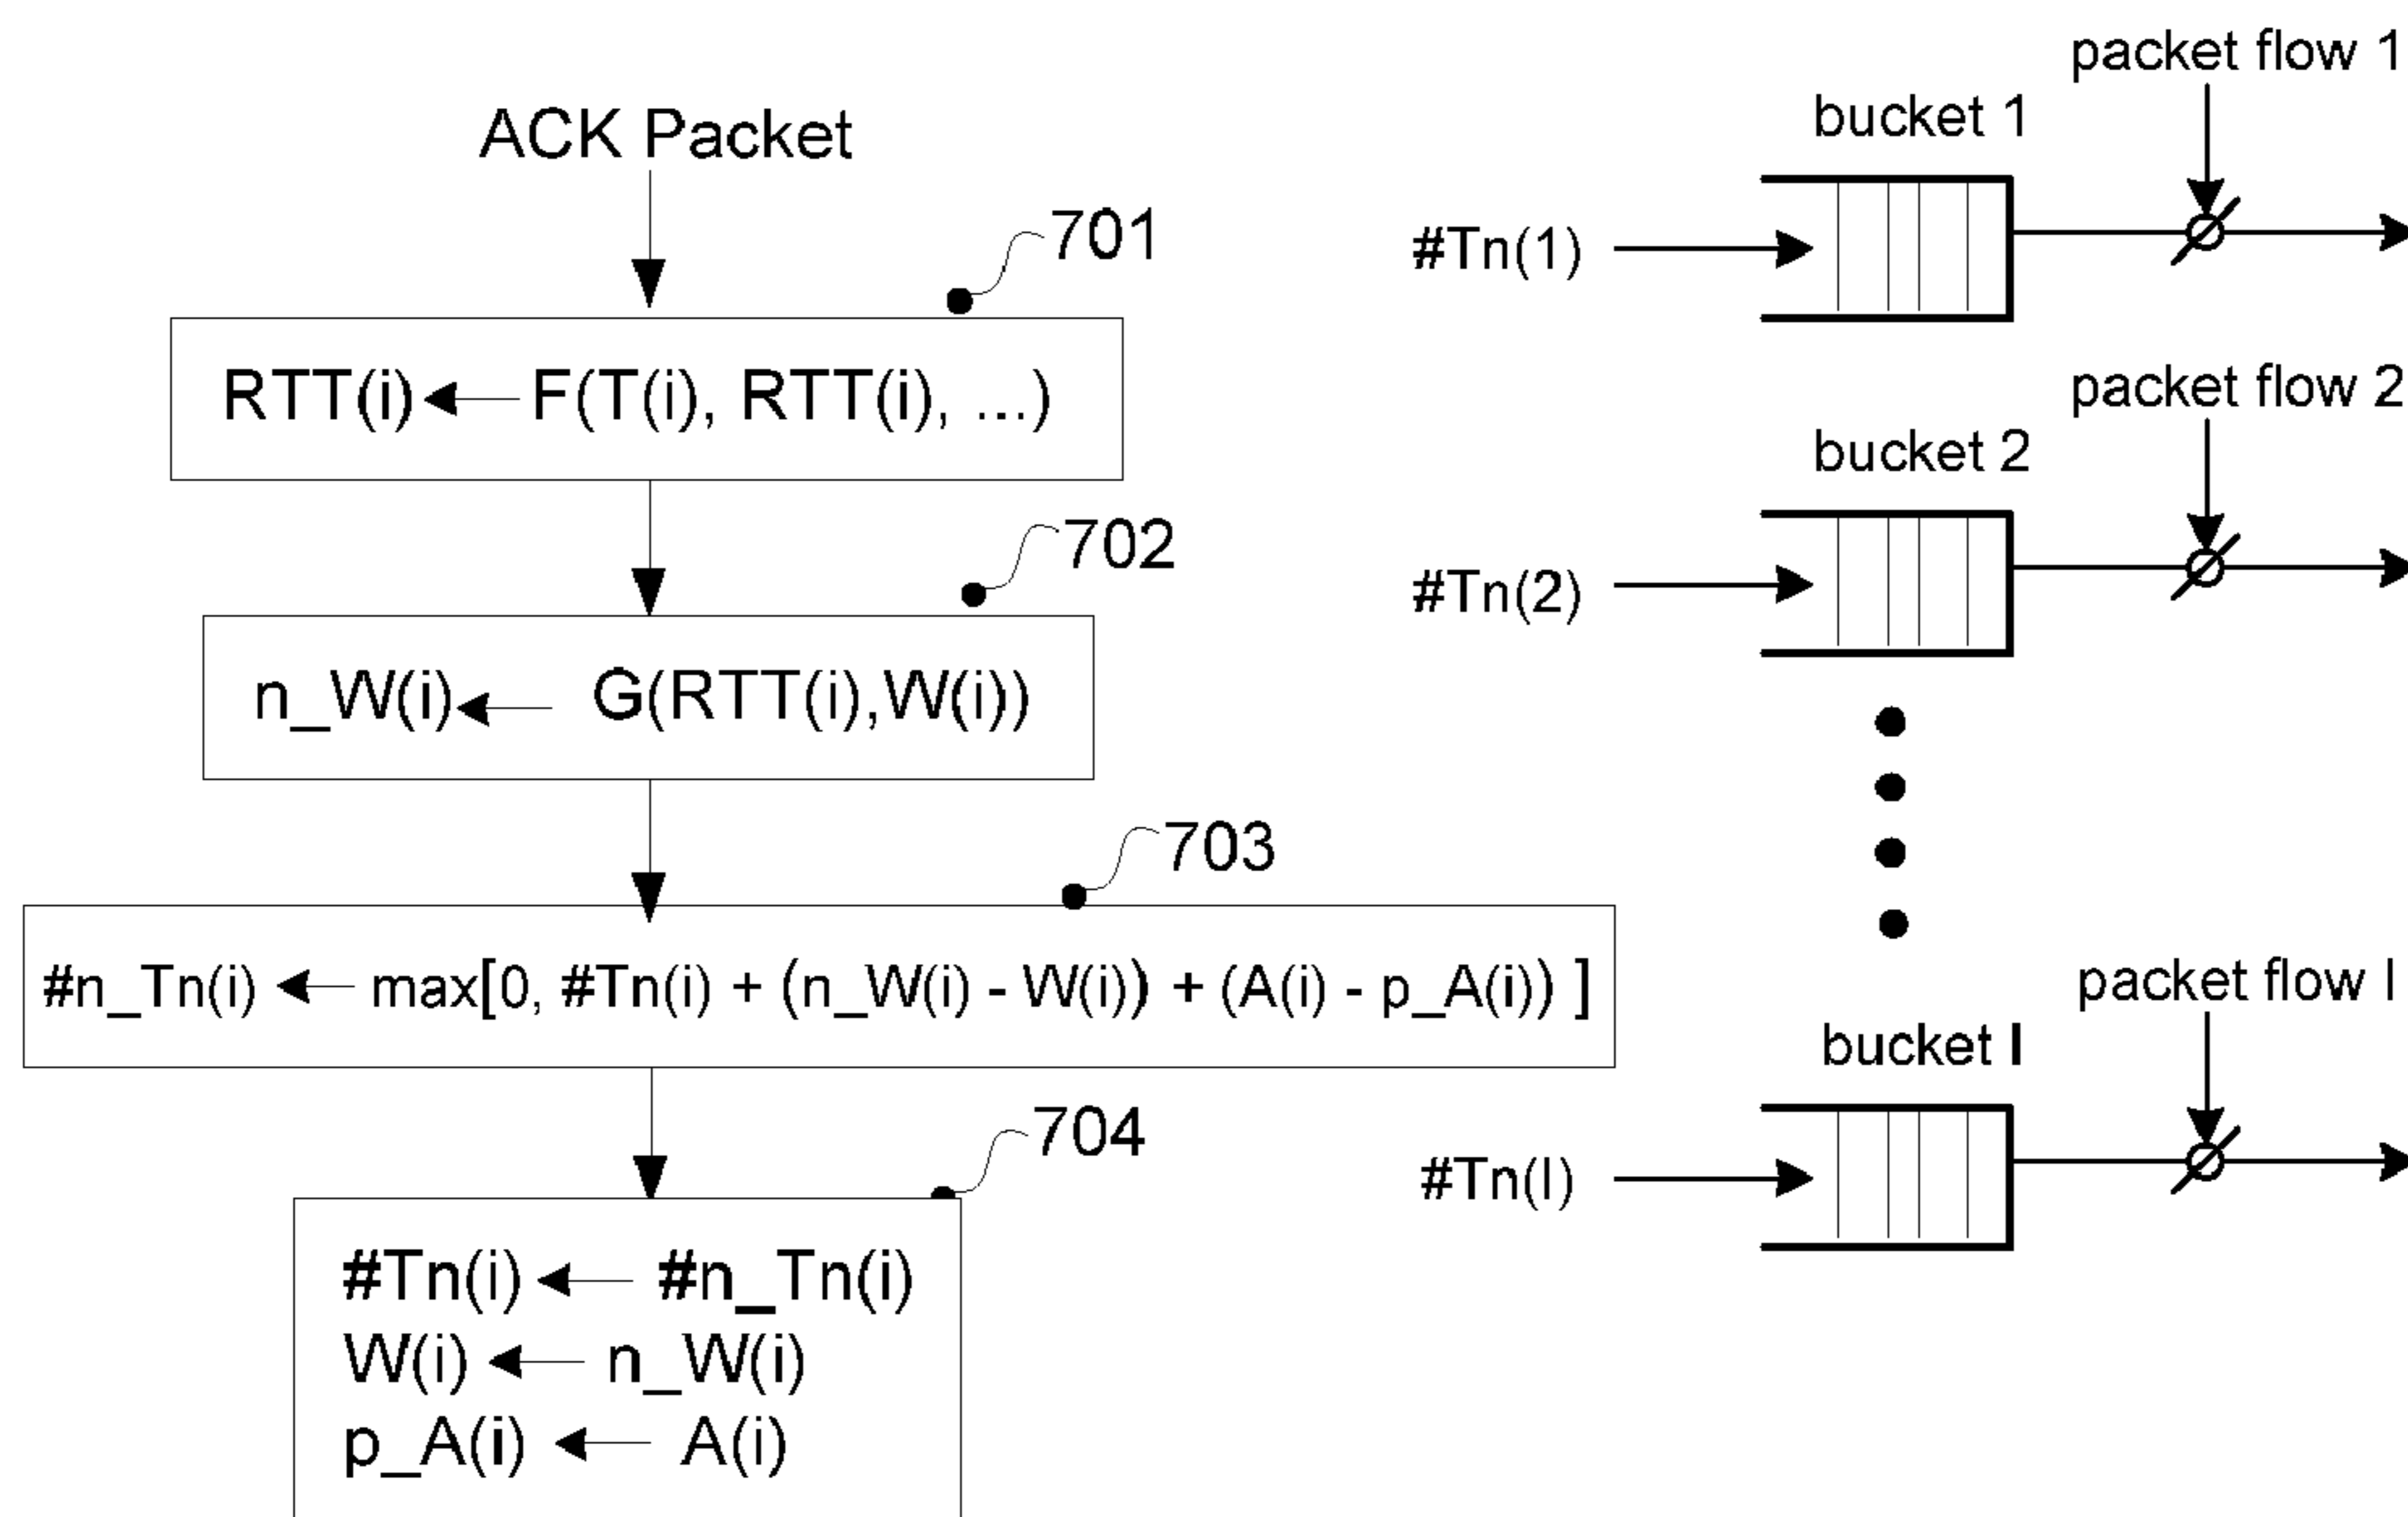 ACK Packet
701
RTT(i) ← F(T(i), RTT(i), ...)
702
n_W(i) ← G(RTT(i),W(i))
703
#n_Tn(i) ← max[0, #Tn(i) + (n_W(i) - W(i)) + (A(i) - p_A(i)) ]
704
#Tn(i) ← #n_Tn(i)
W(i) ← n_W(i)
p_A(i) ← A(i)
packet flow 1
bucket 1
#Tn(1)
packet flow 2
bucket 2
#Tn(2)
packet flow I
bucket I
#Tn(I)